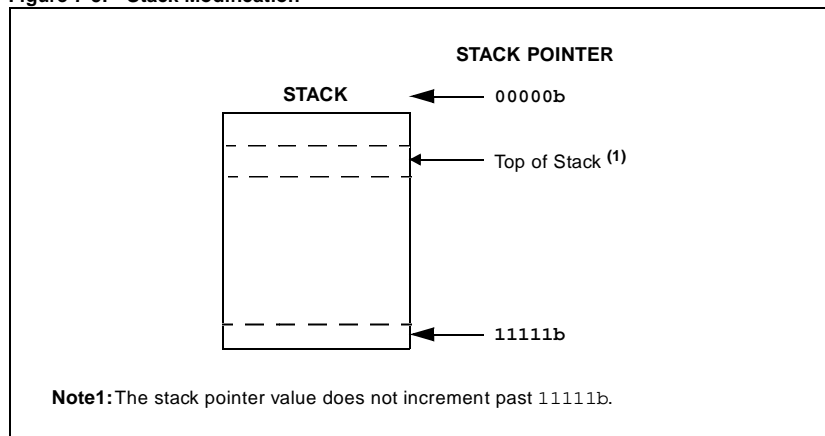 STACK POINTER
STACK
00000b
Top of Stack (1)
11111b
Note1: The stack pointer value does not increment past 11111b.